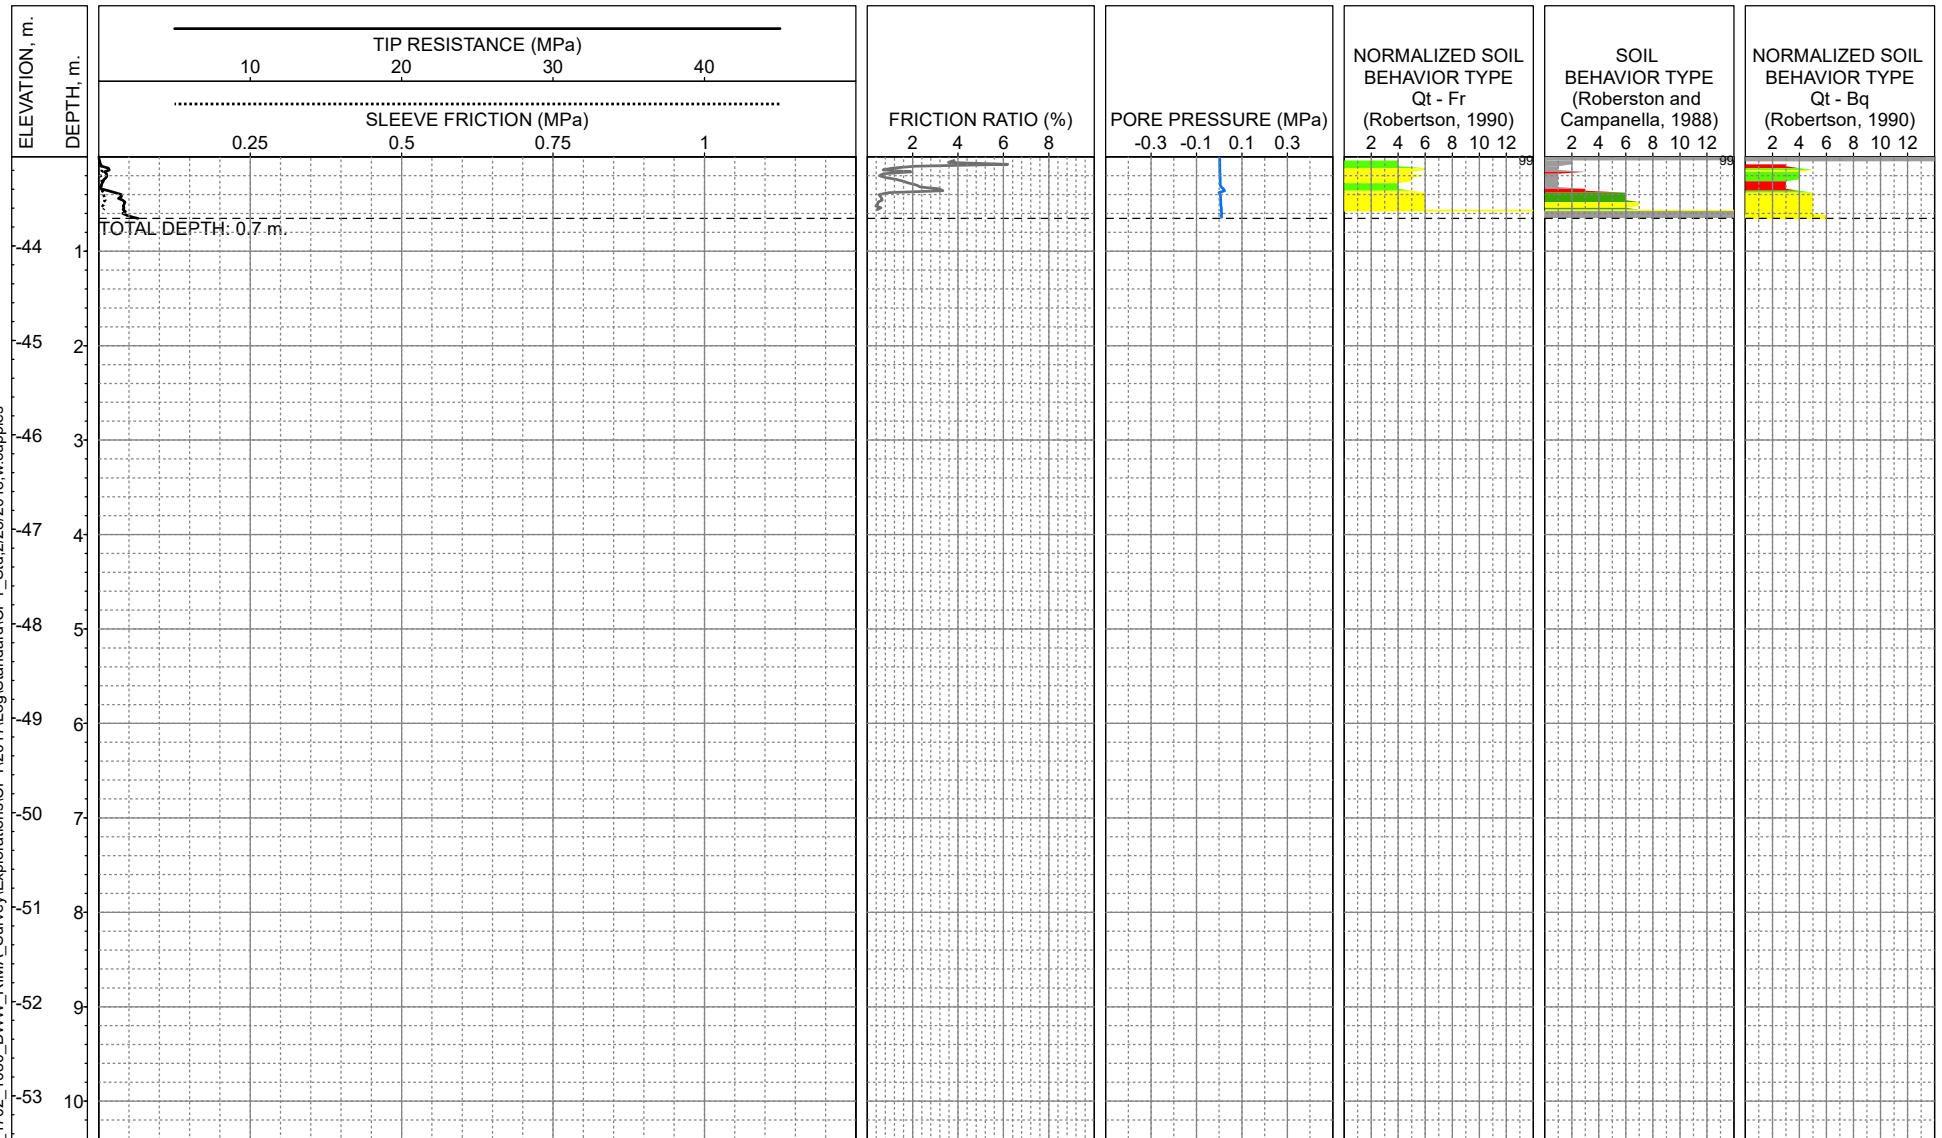 ELEVATION, m.
DEPTH, m.
TIP RESISTANCE (MPa)
10 20 30 40
SLEEVE FRICTION (MPa)
0.25 0.5 0.75 1
FRICTION RATIO (%)
2 4 6 8
PORE PRESSURE (MPa)
-0.3 -0.1 0.1 0.3
NORMALIZED SOIL
BEHAVIOR TYPE
Qt - Fr
(Robertson, 1990)
2 4 6 8 10 12
99
SOIL
BEHAVIOR TYPE
(Roberston and
Campanella, 1988)
2 4 6 8 10 12
99
NORMALIZED SOIL
BEHAVIOR TYPE
Qt - Bq
(Robertson, 1990)
2 4 6 8 10 12
TOTAL DEPTH: 0.7 m.
-44
1
-45
2
-46
3
-47
4
-48
5
-49
6
-50
7
-51
8
-52
9
-53
10